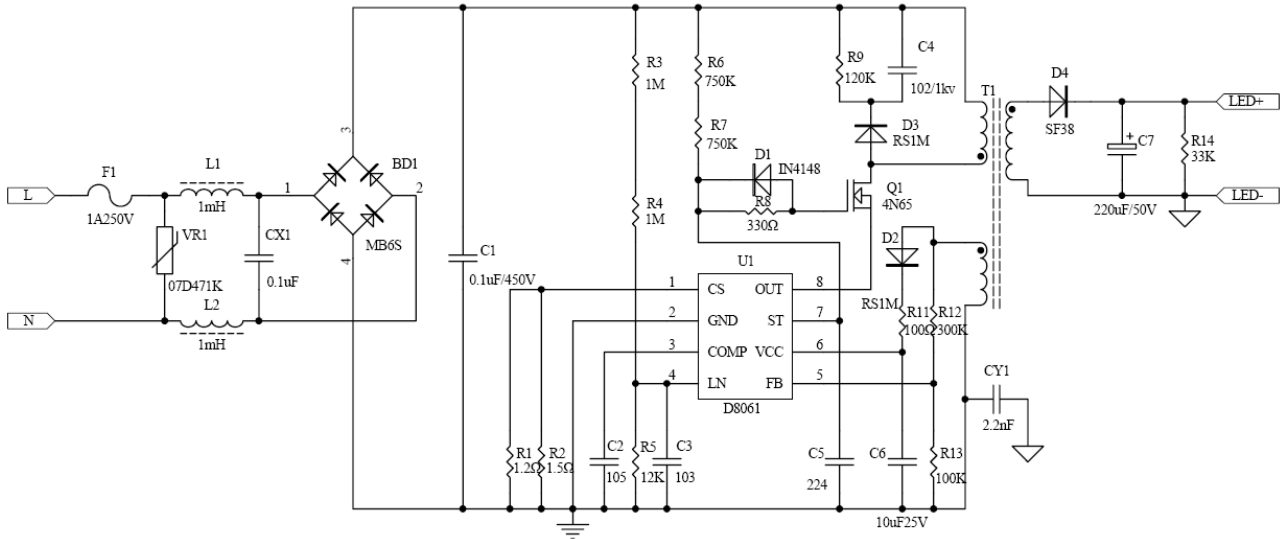 L
F1
1A250V
VR1
07D471K
N
L1
1mH
CX1
0.1uF
L2
1mH
1
BD1
2
3
MB6S
4
C1
0.1uF/450V
R3
1M
R4
1M
R6
750K
R7
750K
D1
IN4148
R8
330Ω
R9
120K
C4
102/1kv
D3
RS1M
Q1
4N65
T1
D4
SF38
C7
220uF/50V
R14
33K
LED+
LED-
U1
1 CS OUT 8
2 GND ST 7
3 COMP VCC 6
4 LN FB 5
D8061
D2
RS1M
R11
100Ω
R12
300K
CY1
2.2nF
R1
1.2Ω
R2
1.5Ω
C2
105
R5
12K
C3
103
C5
224
C6
10uF25V
R13
100K